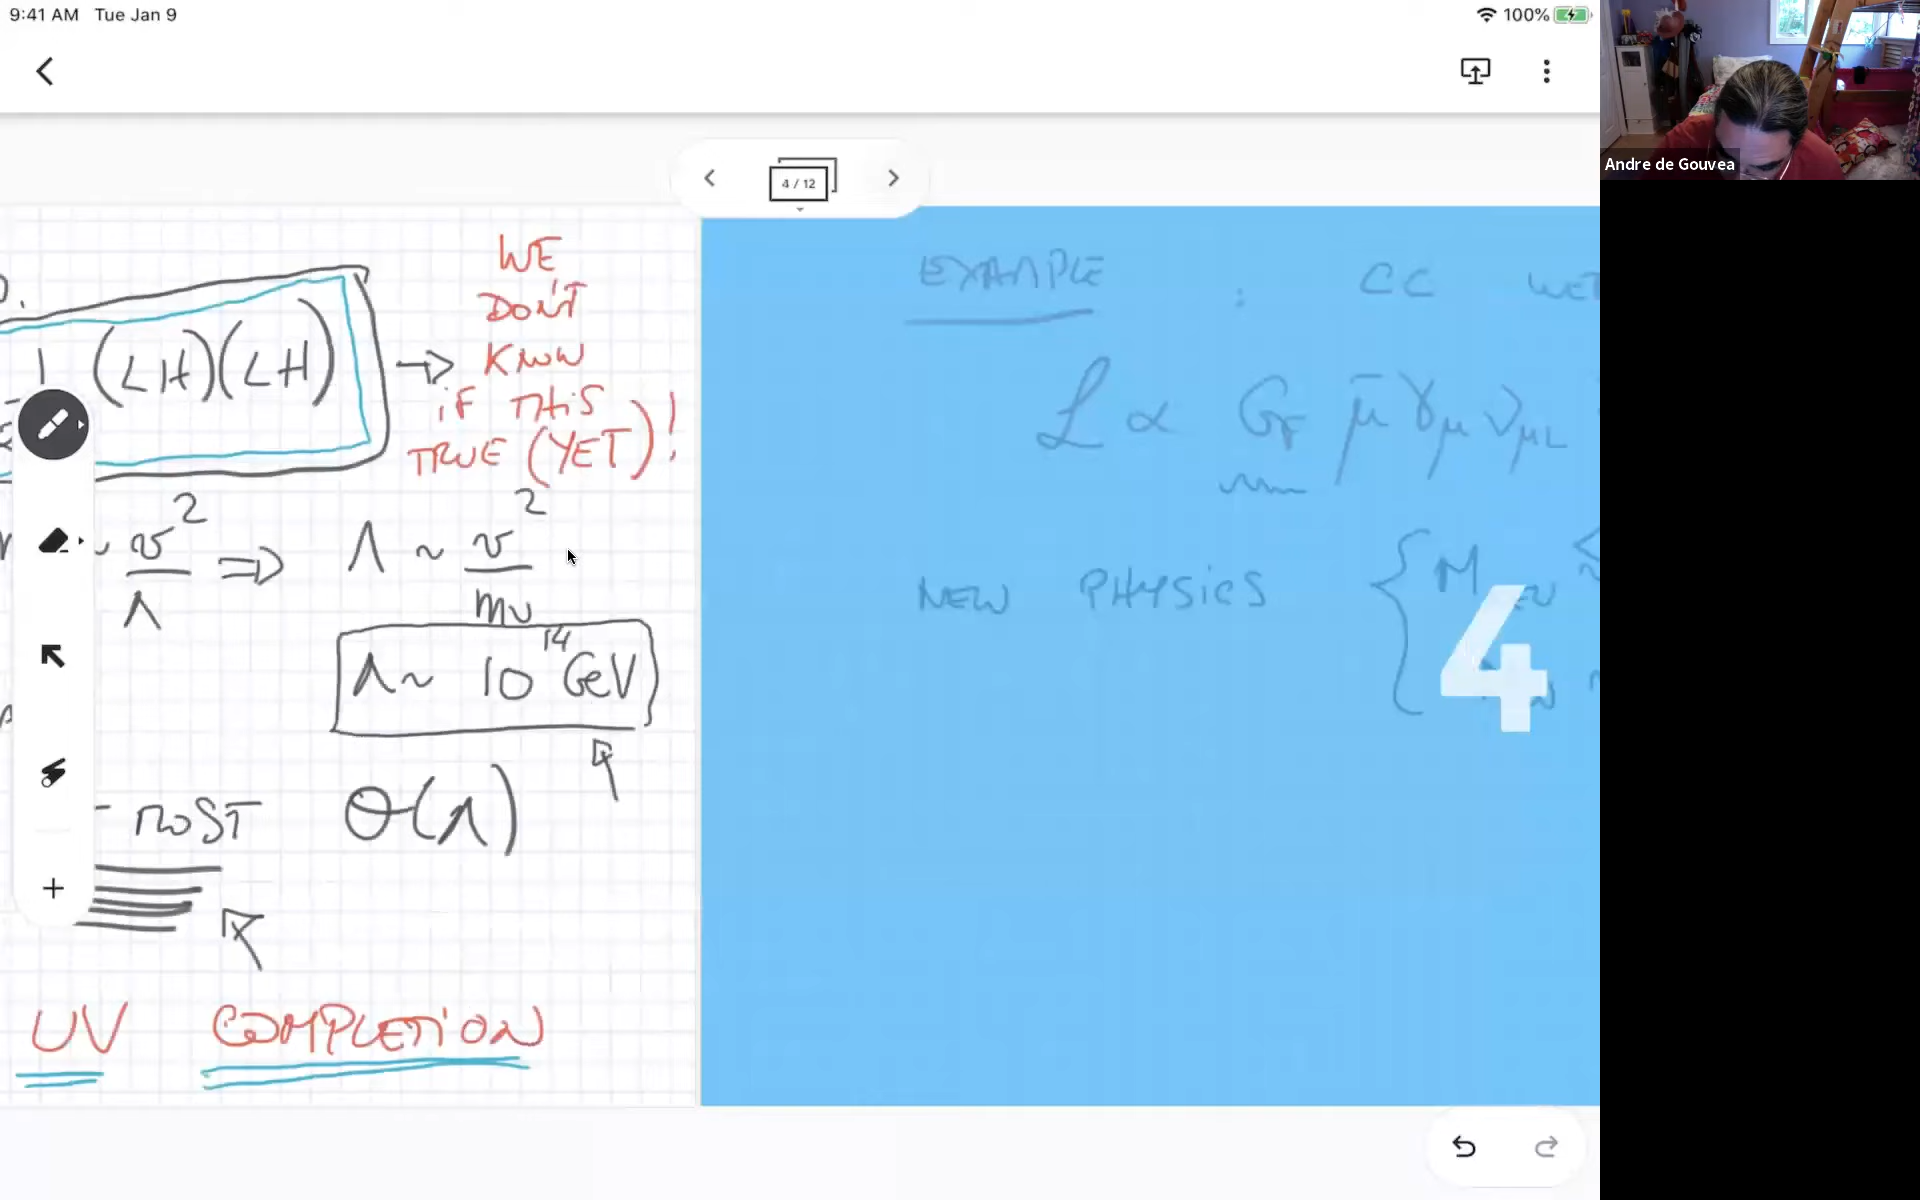 9:41 AM Tue Jan 9
100%
Andre de Gouvea
4 / 12
WE
DON'T
KNOW
IF THIS
TRUE (YET)!
1 (LH)(LH) →
v² / Λ ⇒ Λ ~ v² / mν
Λ ~ 10¹⁴ GeV
- MOST O(Λ)
UV COMPLETION
EXAMPLE : CC
ℒ ∝ G_F μ̄ γ_μ ν_μL
NEW PHYSICS { M
4